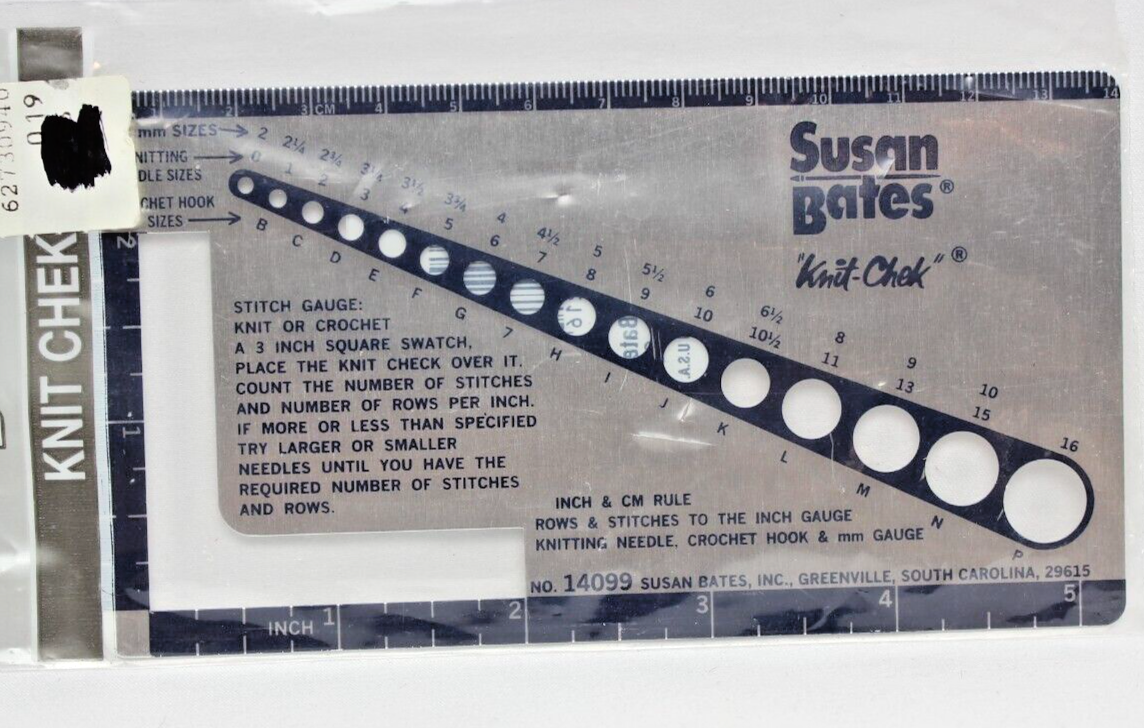 62730940
019
KNIT CHEK
2 3 CM 4 5 6 7 8 9 10 11 12 13 14
mm SIZES → 2 2¼ 2¾ 3¼ 3½ 3¾ 4 4½ 5 5½ 6 6½ 8 9 10 16
NITTING
DLE SIZES → 0 1 2 3 4 5 6 7 8 9 10 10½ 11 13 15
CHET HOOK
SIZES → B C D E F G 7 H I J K L M N P
Susan
Bates®
"Knit-Chek"®
STITCH GAUGE:
KNIT OR CROCHET
A 3 INCH SQUARE SWATCH,
PLACE THE KNIT CHECK OVER IT.
COUNT THE NUMBER OF STITCHES
AND NUMBER OF ROWS PER INCH.
IF MORE OR LESS THAN SPECIFIED
TRY LARGER OR SMALLER
NEEDLES UNTIL YOU HAVE THE
REQUIRED NUMBER OF STITCHES
AND ROWS.
16
Bate
U.S.A.
INCH & CM RULE
ROWS & STITCHES TO THE INCH GAUGE
KNITTING NEEDLE, CROCHET HOOK & mm GAUGE
NO. 14099 SUSAN BATES, INC., GREENVILLE, SOUTH CAROLINA, 29615
2
1
INCH 1 2 3 4 5